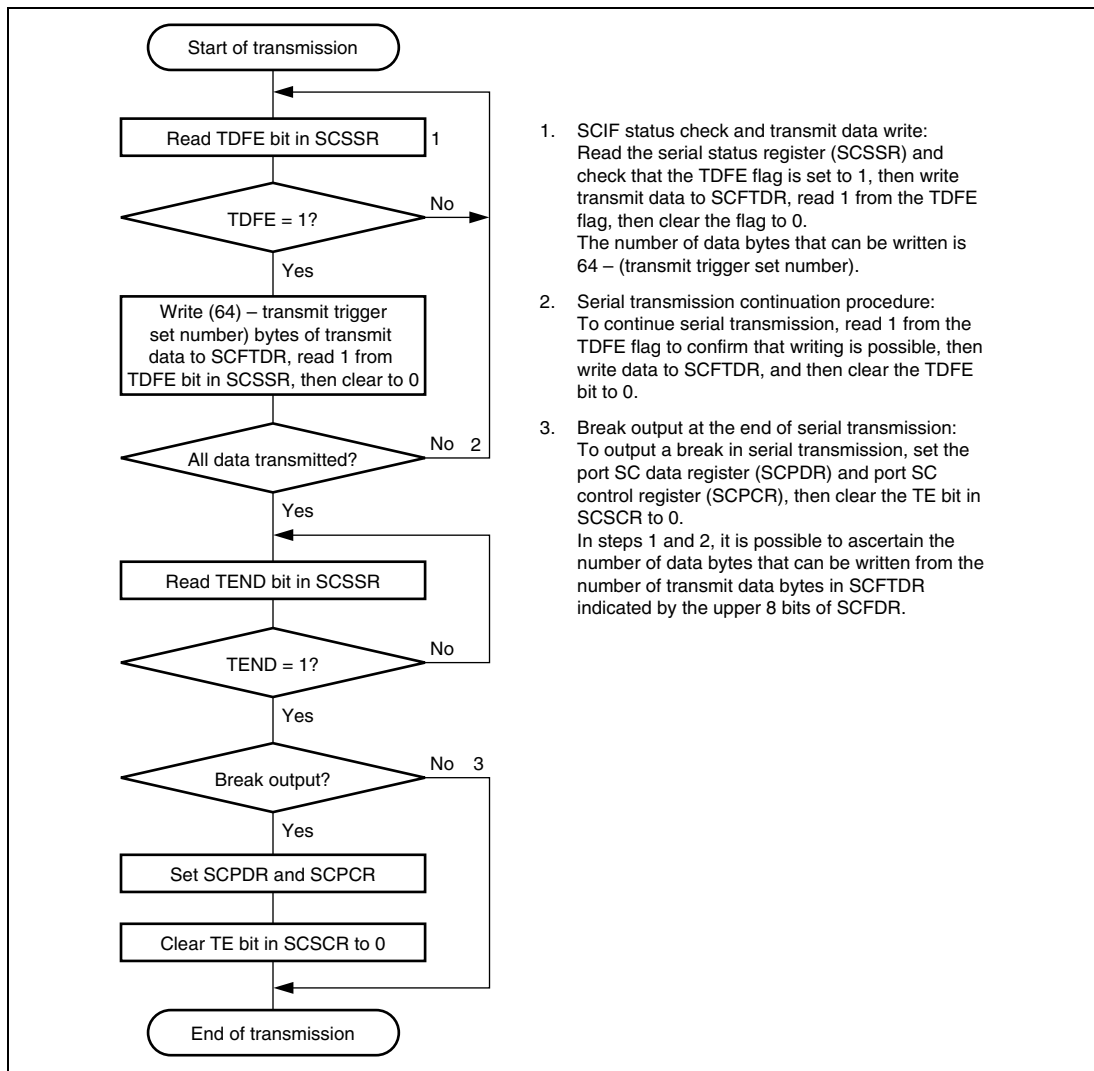 Start of transmission
Read TDFE bit in SCSSR 1
TDFE = 1?
No
Yes
Write (64) – transmit trigger
set number) bytes of transmit
data to SCFTDR, read 1 from
TDFE bit in SCSSR, then clear to 0
All data transmitted?
No 2
Yes
Read TEND bit in SCSSR
TEND = 1?
No
Yes
Break output?
No 3
Yes
Set SCPDR and SCPCR
Clear TE bit in SCSCR to 0
End of transmission
1. SCIF status check and transmit data write:
Read the serial status register (SCSSR) and
check that the TDFE flag is set to 1, then write
transmit data to SCFTDR, read 1 from the TDFE
flag, then clear the flag to 0.
The number of data bytes that can be written is
64 – (transmit trigger set number).
2. Serial transmission continuation procedure:
To continue serial transmission, read 1 from the
TDFE flag to confirm that writing is possible, then
write data to SCFTDR, and then clear the TDFE
bit to 0.
3. Break output at the end of serial transmission:
To output a break in serial transmission, set the
port SC data register (SCPDR) and port SC
control register (SCPCR), then clear the TE bit in
SCSCR to 0.
In steps 1 and 2, it is possible to ascertain the
number of data bytes that can be written from the
number of transmit data bytes in SCFTDR
indicated by the upper 8 bits of SCFDR.